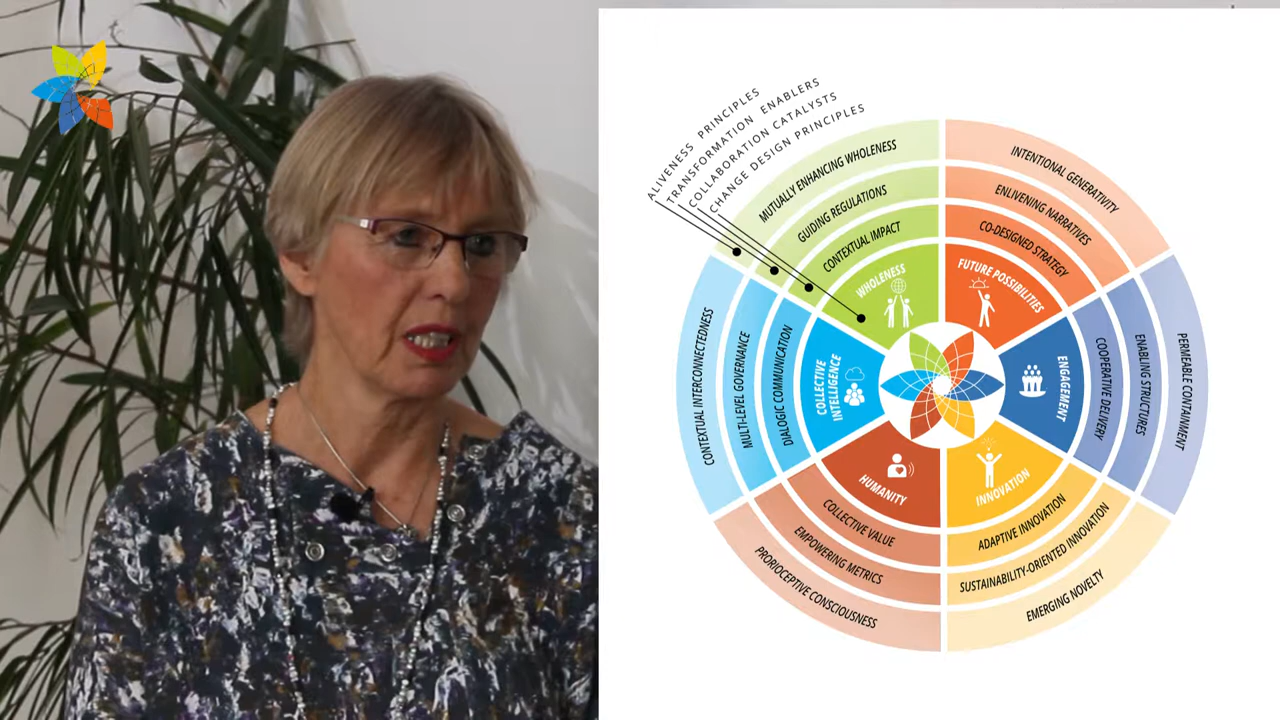 ALIVENESS PRINCIPLES
TRANSFORMATION ENABLERS
COLLABORATION CATALYSTS
CHANGE DESIGN PRINCIPLES
MUTUALLY ENHANCING WHOLENESS
GUIDING REGULATIONS
CONTEXTUAL IMPACT
WHOLENESS
INTENTIONAL GENERATIVITY
ENLIVENING NARRATIVES
CO-DESIGNED STRATEGY
FUTURE POSSIBILITIES
CONTEXTUAL INTERCONNECTEDNESS
MULTI-LEVEL GOVERNANCE
DIALOGIC COMMUNICATION
COLLECTIVE
INTELLIGENCE
ENGAGEMENT
COOPERATIVE DELIVERY
ENABLING STRUCTURES
PERMEABLE CONTAINMENT
HUMANITY
COLLECTIVE VALUE
EMPOWERING METRICS
PRORIOCEPTIVE CONSCIOUSNESS
INNOVATION
ADAPTIVE INNOVATION
SUSTAINABILITY-ORIENTED INNOVATION
EMERGING NOVELTY